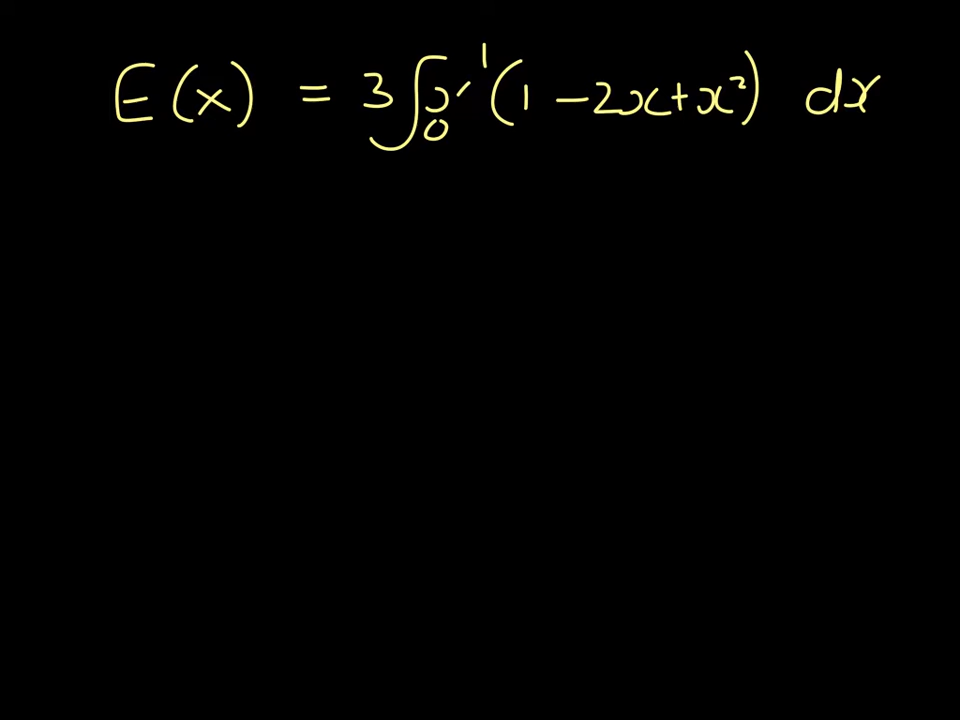 E(x) = 3∫₀¹ x (1 − 2x + x²) dx